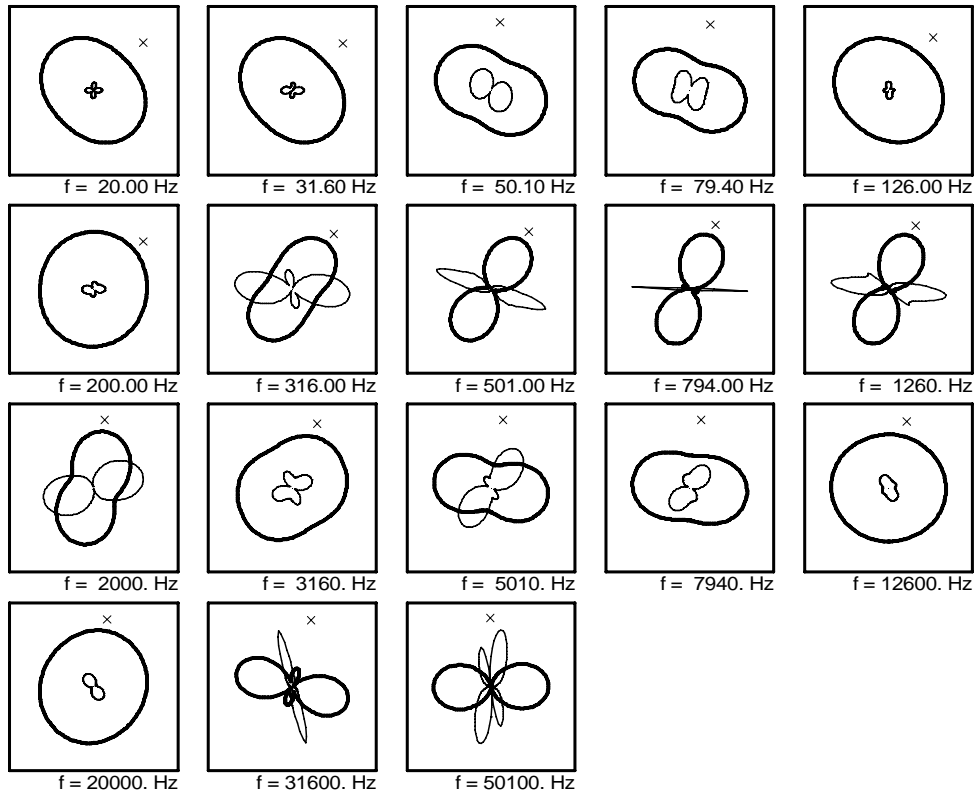 f = 20.00 Hz
f = 31.60 Hz
f = 50.10 Hz
f = 79.40 Hz
f = 126.00 Hz
f = 200.00 Hz
f = 316.00 Hz
f = 501.00 Hz
f = 794.00 Hz
f = 1260. Hz
f = 2000. Hz
f = 3160. Hz
f = 5010. Hz
f = 7940. Hz
f = 12600. Hz
f = 20000. Hz
f = 31600. Hz
f = 50100. Hz